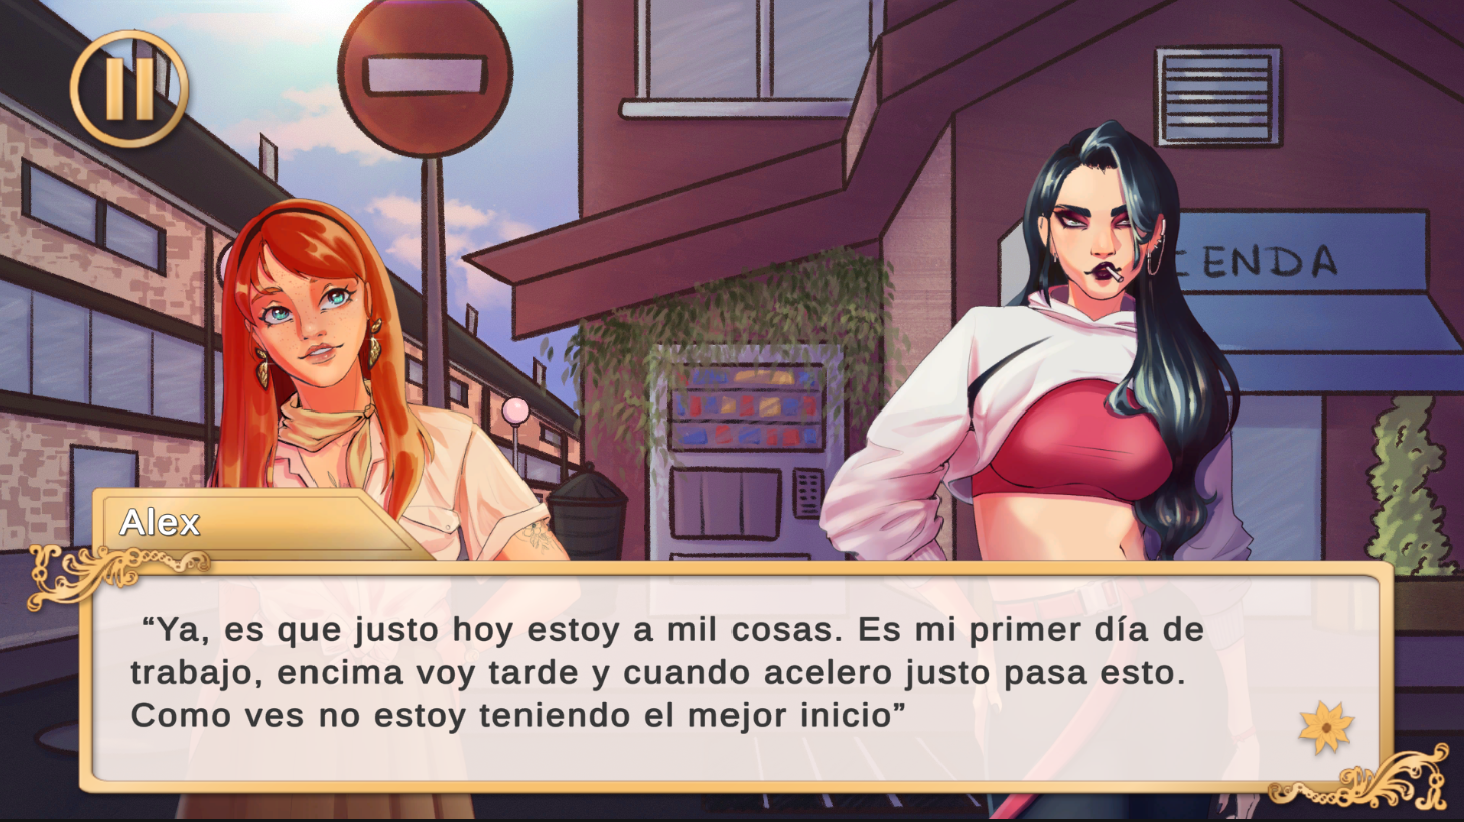 ENDA
Alex
“Ya, es que justo hoy estoy a mil cosas. Es mi primer día de
trabajo, encima voy tarde y cuando acelero justo pasa esto.
Como ves no estoy teniendo el mejor inicio”